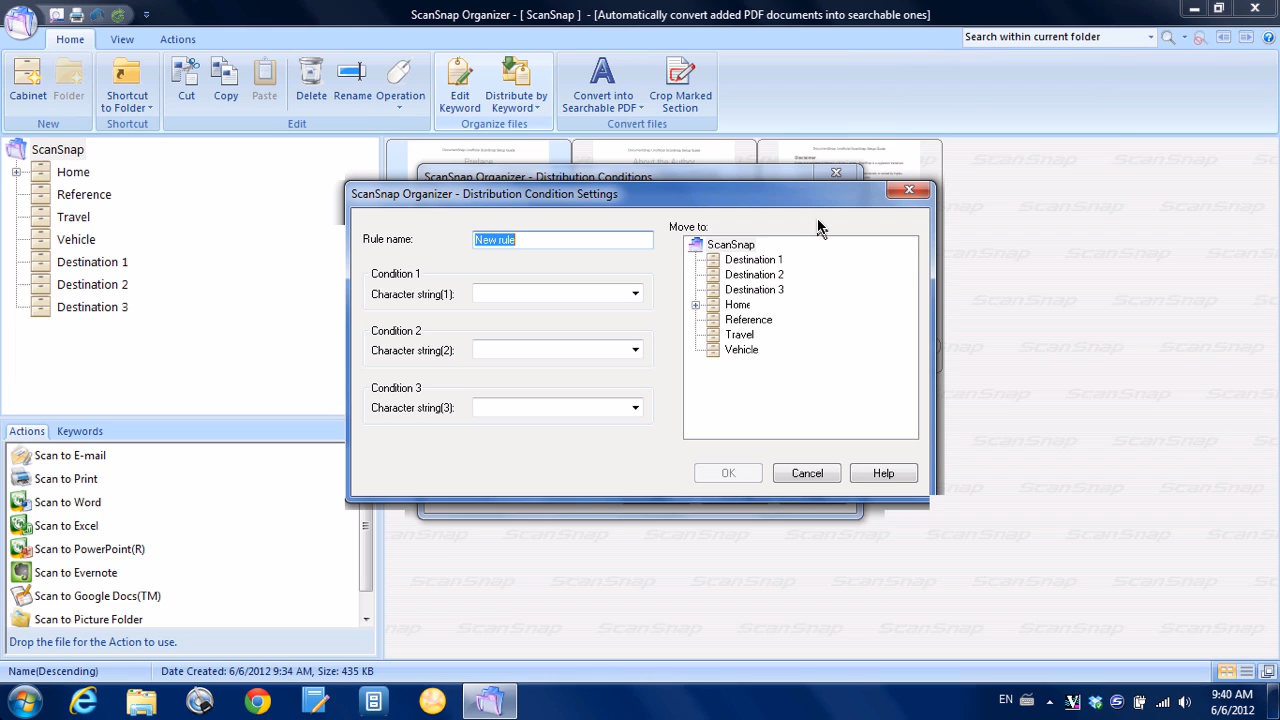 ScanSnap Organizer - [ ScanSnap ] - [Automatically convert added PDF documents into searchable ones]
Home View Actions
Search within current folder
Cabinet Folder Shortcut to Folder Cut Copy Paste Delete Rename Operation Edit Keyword Distribute by Keyword Convert into Searchable PDF Crop Marked Section
New Shortcut Edit Organize files Convert files
ScanSnap
Home
Reference
Travel
Vehicle
Destination 1
Destination 2
Destination 3
Preface
About the Author
Disclaimer
ScanSnap Organizer - Distribution Conditions
ScanSnap Organizer - Distribution Condition Settings
Rule name: New rule
Condition 1
Character string(1):
Condition 2
Character string(2):
Condition 3
Character string(3):
Move to:
ScanSnap
Destination 1
Destination 2
Destination 3
Home
Reference
Travel
Vehicle
OK Cancel Help
Actions Keywords
Scan to E-mail
Scan to Print
Scan to Word
Scan to Excel
Scan to PowerPoint(R)
Scan to Evernote
Scan to Google Docs(TM)
Scan to Picture Folder
Drop the file for the Action to use.
Name(Descending) Date Created: 6/6/2012 9:34 AM, Size: 435 KB
EN
9:40 AM
6/6/2012